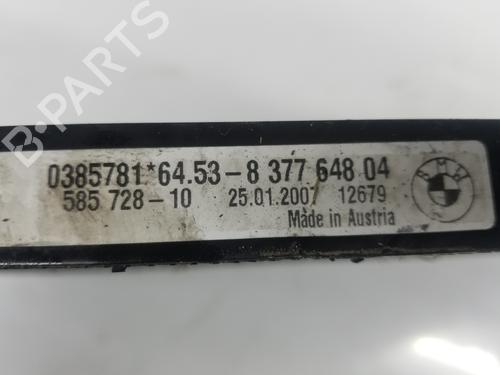 0385781*64.53-8 377 648 04
585 728-10 25.01.2007 12679
Made in Austria
BMW
B-PARTS